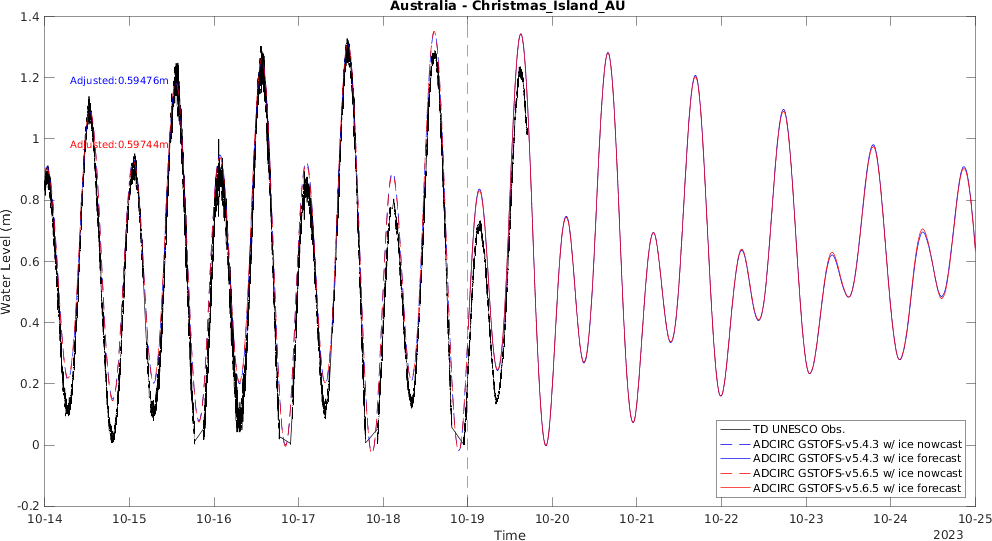 Australia - Christmas_Island_AU
1.4
1.2
1
0.8
0.6
0.4
0.2
0
-0.2
Water Level (m)
Adjusted:0.59476m
Adjusted:0.59744m
TD UNESCO Obs.
ADCIRC GSTOFS-v5.4.3 w/ ice nowcast
ADCIRC GSTOFS-v5.4.3 w/ ice forecast
ADCIRC GSTOFS-v5.6.5 w/ ice nowcast
ADCIRC GSTOFS-v5.6.5 w/ ice forecast
10-14 10-15 10-16 10-17 10-18 10-19 10-20 10-21 10-22 10-23 10-24 10-25
Time
2023